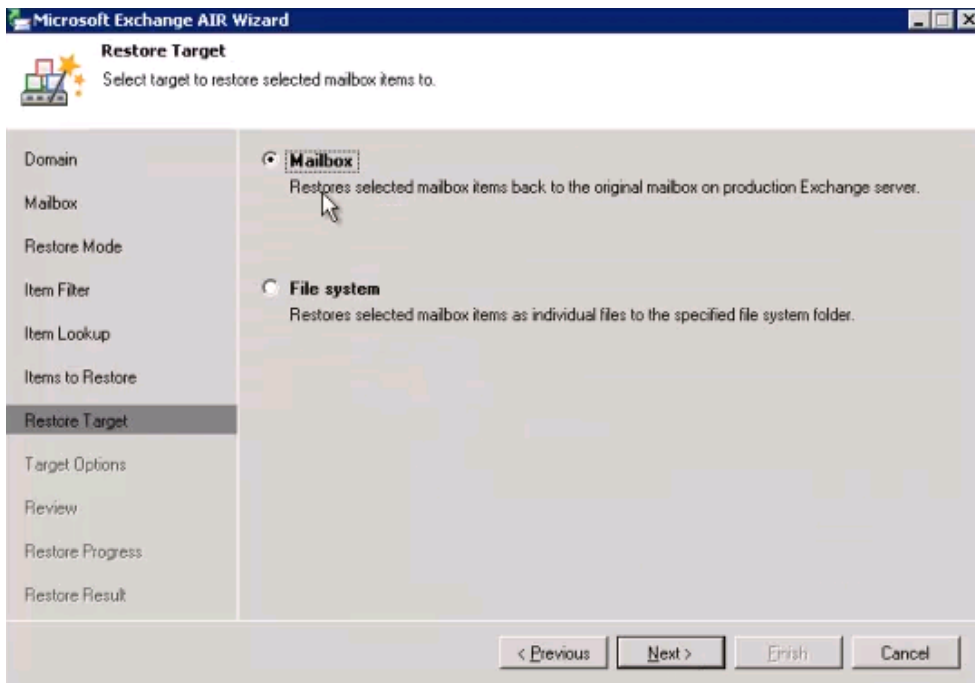 Microsoft Exchange AIR Wizard
Restore Target
Select target to restore selected mailbox items to.
Domain
Mailbox
Restore Mode
Item Filter
Item Lookup
Items to Restore
Restore Target
Target Options
Review
Restore Progress
Restore Result
Mailbox
Restores selected mailbox items back to the original mailbox on production Exchange server.
File system
Restores selected mailbox items as individual files to the specified file system folder.
< Previous
Next >
Finish
Cancel